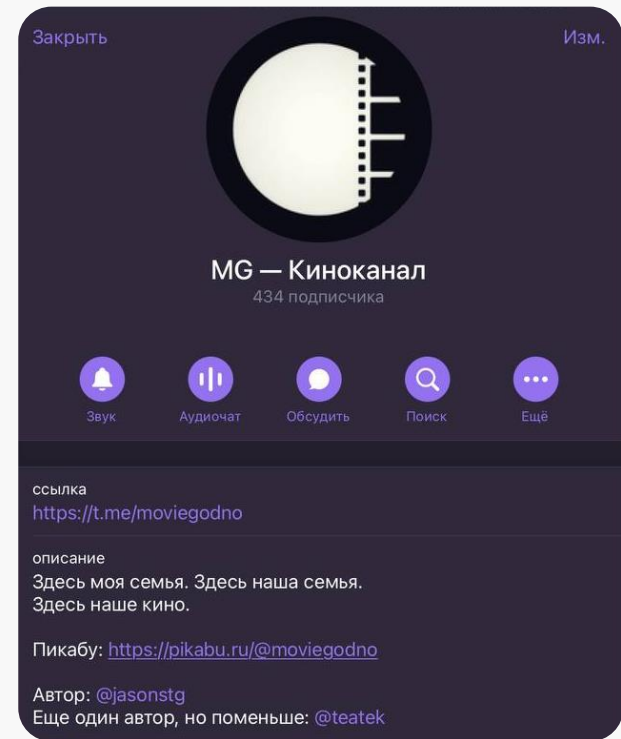 Закрыть
Изм.
MG — Киноканал
434 подписчика
Звук
Аудиочат
Обсудить
Поиск
Ещё
ссылка
https://t.me/moviegodno
описание
Здесь моя семья. Здесь наша семья.
Здесь наше кино.
Пикабу: https://pikabu.ru/@moviegodno
Автор: @jasonstg
Еще один автор, но поменьше: @teatek